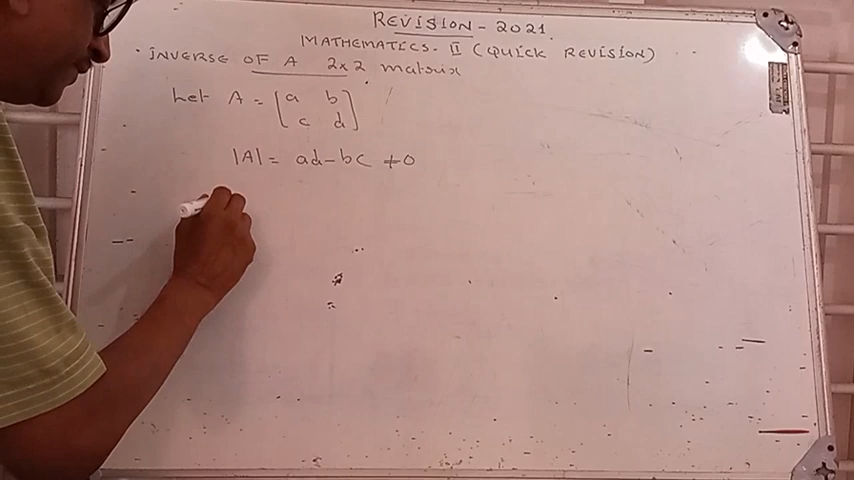 REVISION - 2021.
MATHEMATICS - II (QUICK REVISION)
INVERSE OF A 2x2 matrix
Let A = [a b
c d]
|A| = ad - bc ≠ 0